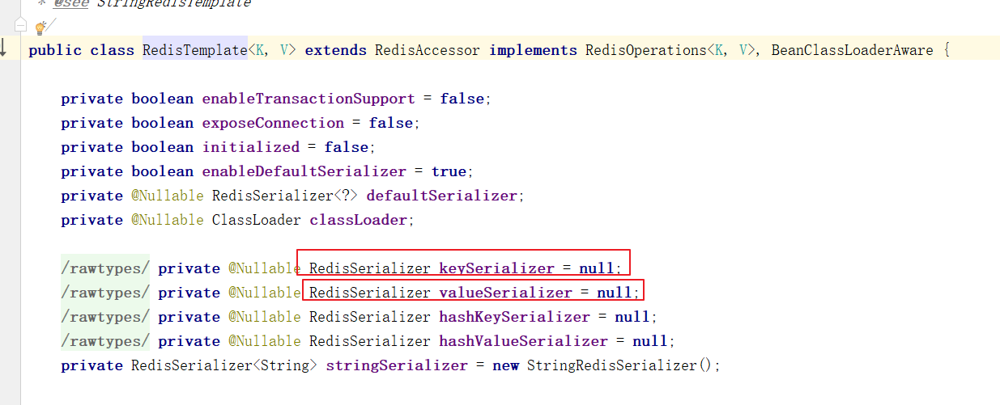 * @see StringRedisTemplate
*/
public class RedisTemplate<K, V> extends RedisAccessor implements RedisOperations<K, V>, BeanClassLoaderAware {
private boolean enableTransactionSupport = false;
private boolean exposeConnection = false;
private boolean initialized = false;
private boolean enableDefaultSerializer = true;
private @Nullable RedisSerializer<?> defaultSerializer;
private @Nullable ClassLoader classLoader;
/rawtypes/ private @Nullable RedisSerializer keySerializer = null;
/rawtypes/ private @Nullable RedisSerializer valueSerializer = null;
/rawtypes/ private @Nullable RedisSerializer hashKeySerializer = null;
/rawtypes/ private @Nullable RedisSerializer hashValueSerializer = null;
private RedisSerializer<String> stringSerializer = new StringRedisSerializer();